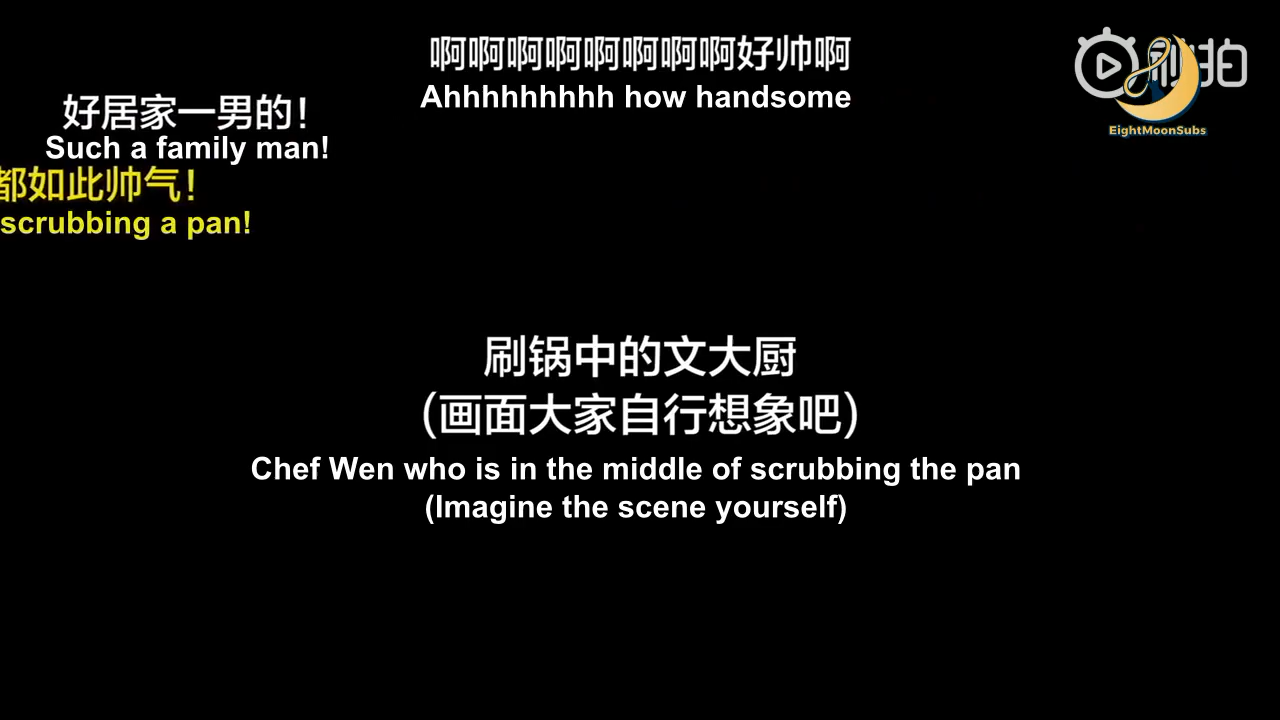 啊啊啊啊啊啊啊啊好帅啊
Ahhhhhhhhh how handsome
秒拍
EightMoonSubs
好居家一男的！
Such a family man!
都如此帅气！
scrubbing a pan!
刷锅中的文大厨
（画面大家自行想象吧）
Chef Wen who is in the middle of scrubbing the pan
(Imagine the scene yourself)